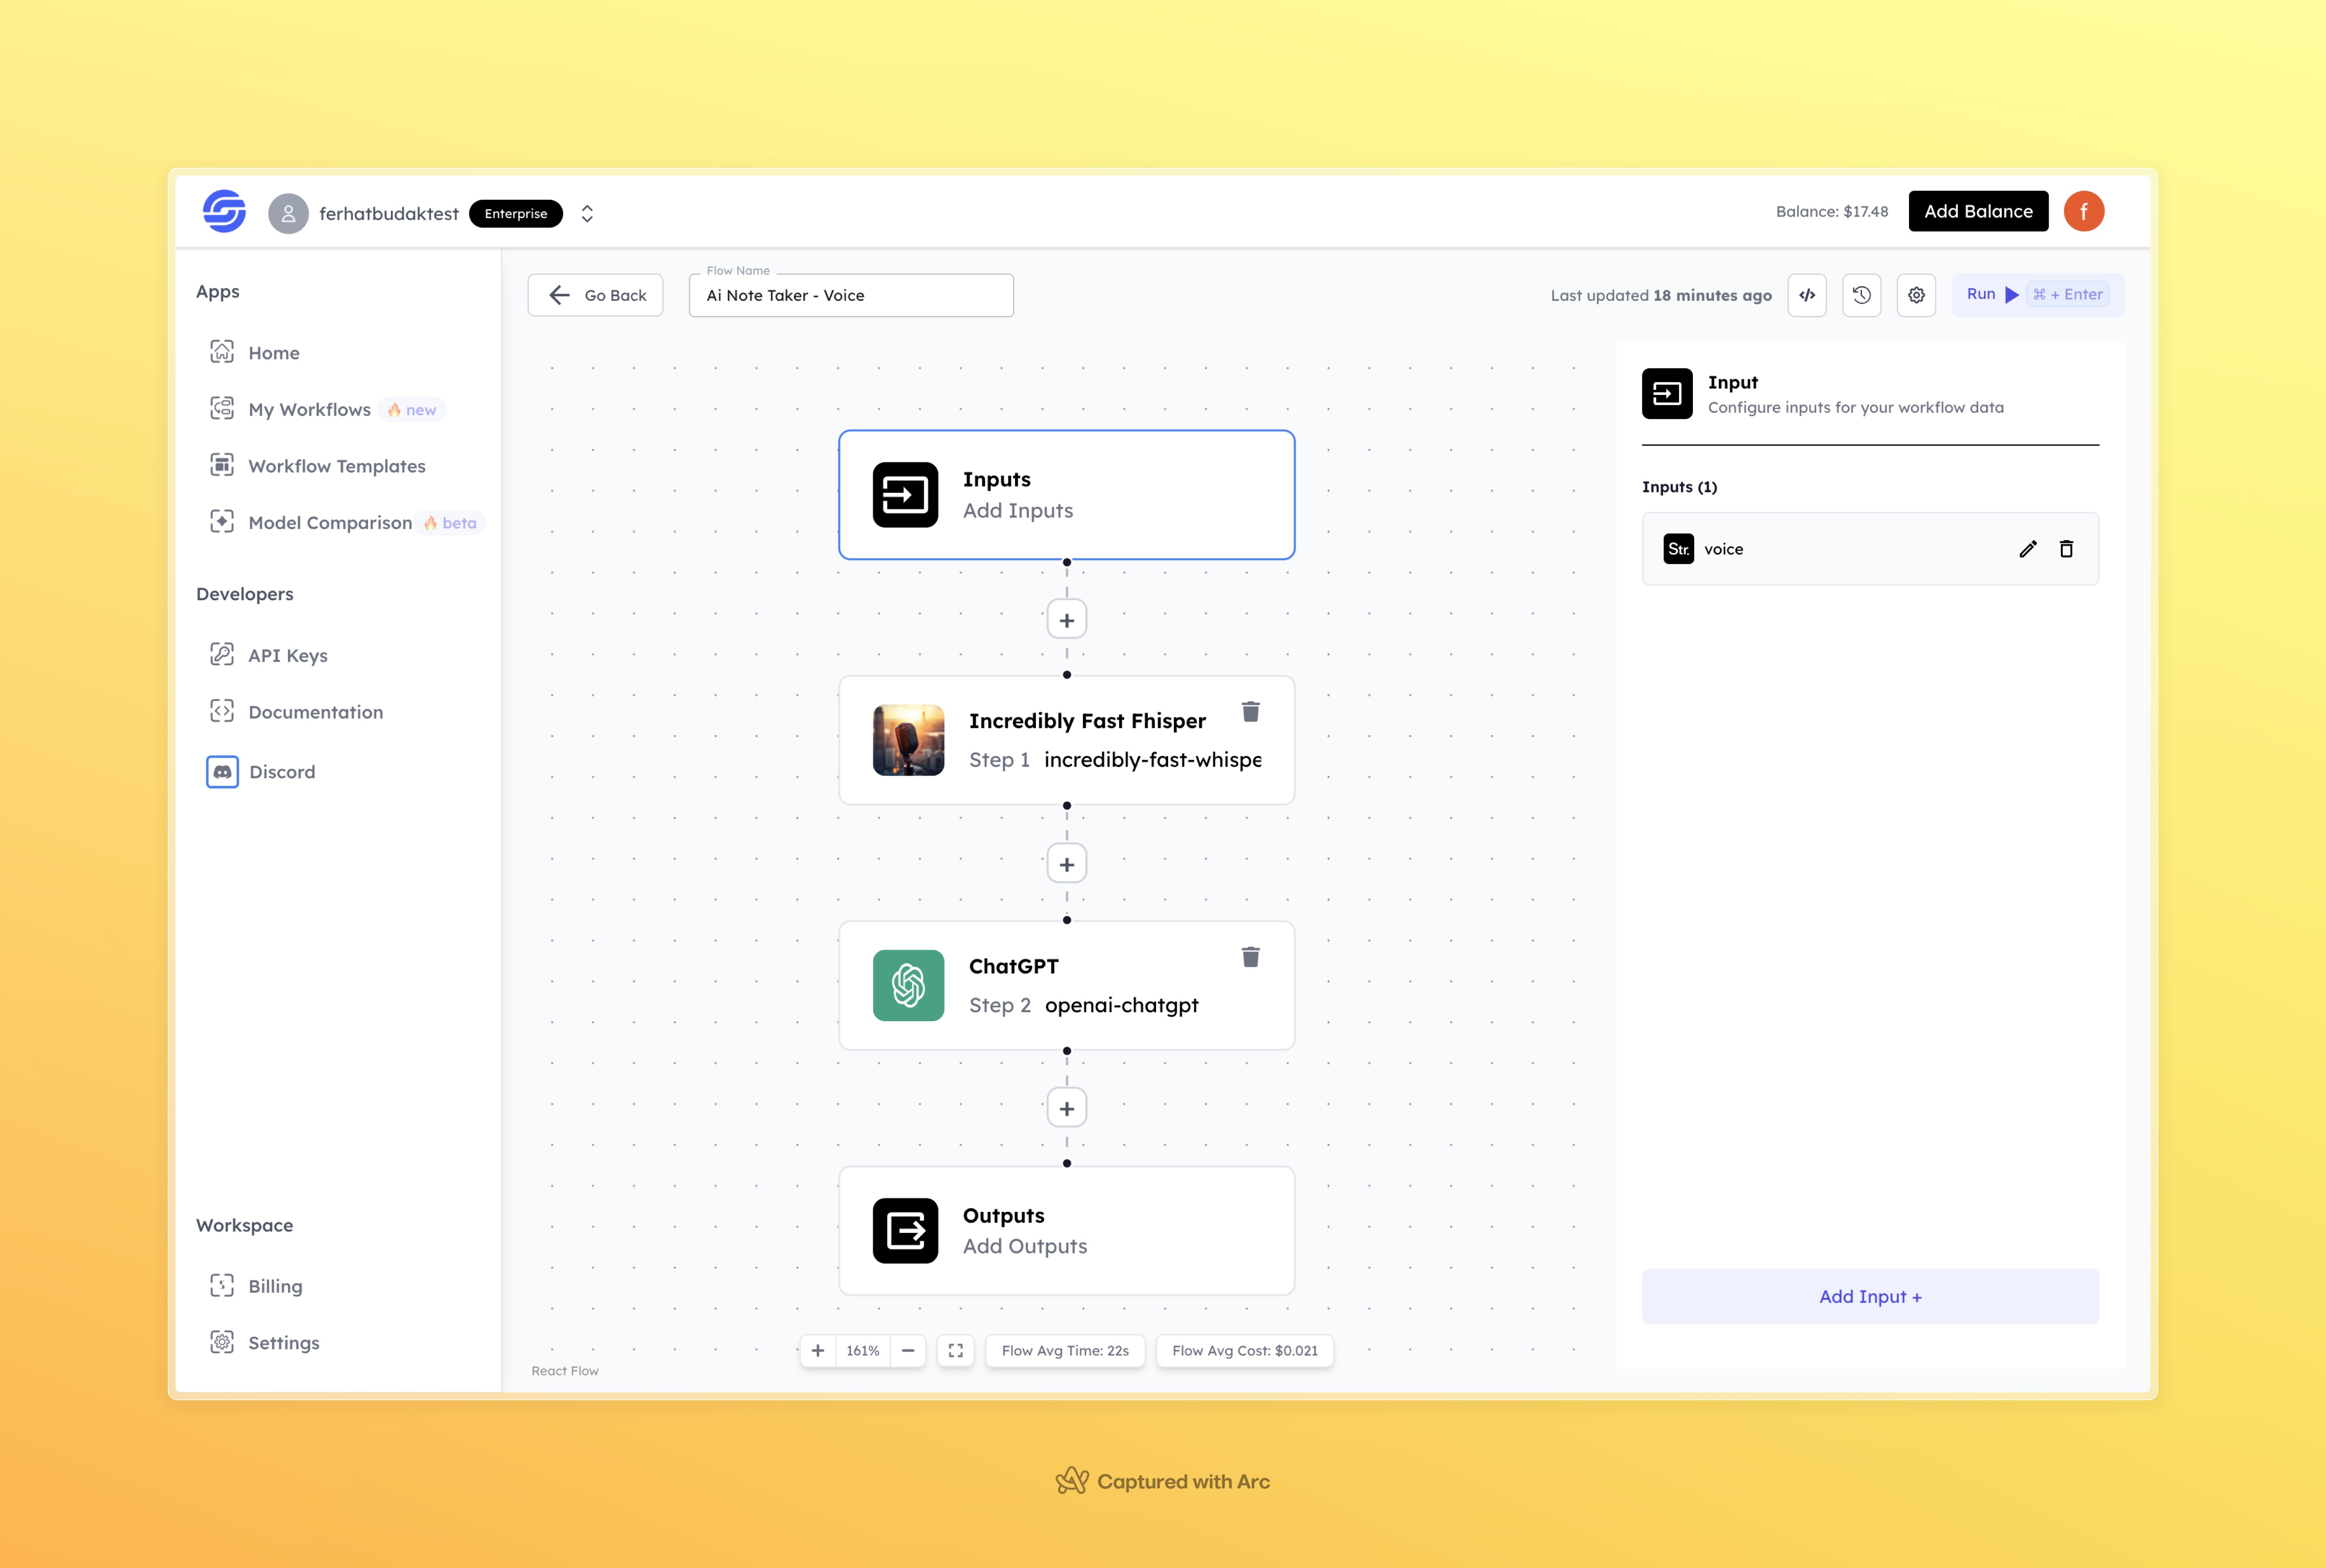 ferhatbudaktest Enterprise
Balance: $17.48 Add Balance f
Apps
Home
My Workflows 🔥 new
Workflow Templates
Model Comparison 🔥 beta
Developers
API Keys
Documentation
Discord
Workspace
Billing
Settings
Go Back
Flow Name
Ai Note Taker - Voice
Last updated 18 minutes ago
Run ⌘ + Enter
Inputs
Add Inputs
Incredibly Fast Fhisper
Step 1 incredibly-fast-whispe
ChatGPT
Step 2 openai-chatgpt
Outputs
Add Outputs
React Flow
+ 161% −
Flow Avg Time: 22s
Flow Avg Cost: $0.021
Input
Configure inputs for your workflow data
Inputs (1)
Str. voice
Add Input +
Captured with Arc